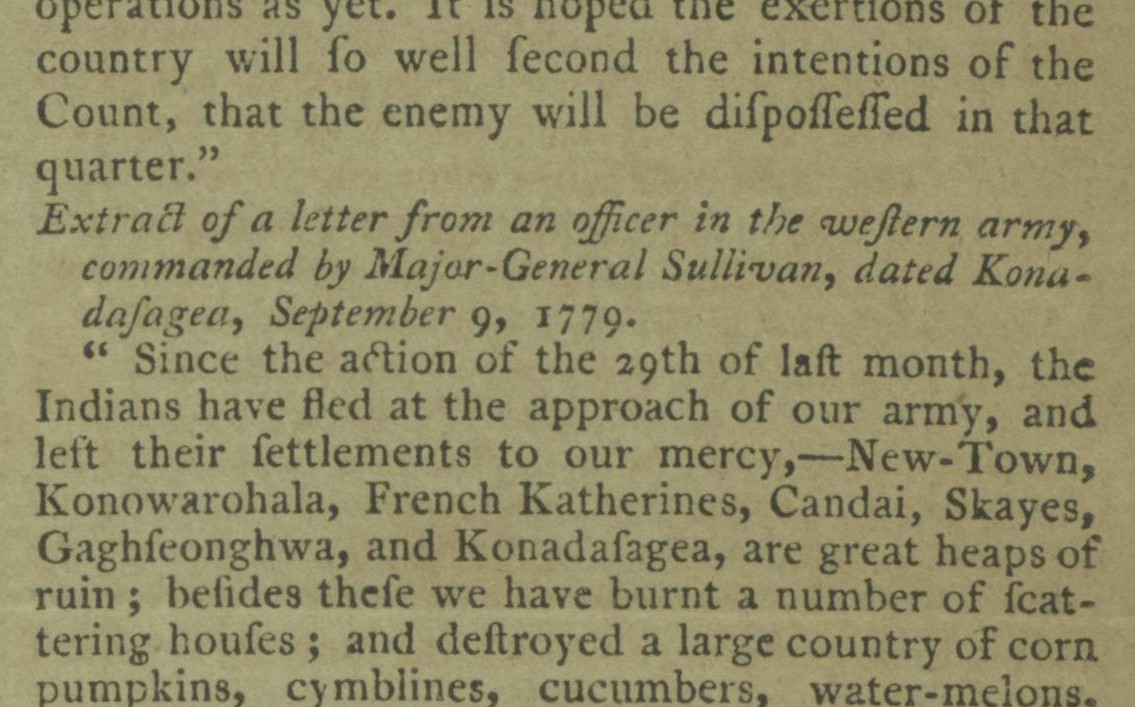 operations as yet. It is hoped the exertions of the
country will ſo well ſecond the intentions of the
Count, that the enemy will be diſpoſſeſſed in that
quarter."
Extract of a letter from an officer in the weſtern army,
commanded by Major-General Sullivan, dated Kona-
daſagea, September 9, 1779.
“ Since the action of the 29th of laſt month, the
Indians have fled at the approach of our army, and
left their ſettlements to our mercy,—New-Town,
Konowarohala, French Katherines, Candai, Skayes,
Gaghſeonghwa, and Konadaſagea, are great heaps of
ruin ; beſides theſe we have burnt a number of ſcat-
tering houſes ; and deſtroyed a large country of corn
pumpkins, cymblines, cucumbers, water-melons,